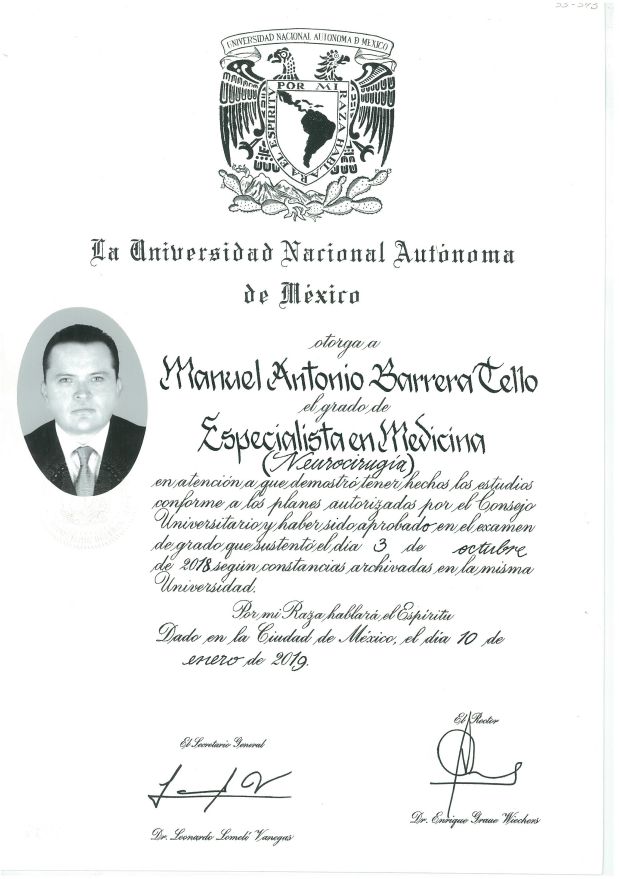 55-545
UNIVERSIDAD NACIONAL AUTONOMA D MEXICO
POR MI RAZA HABLARA EL ESPIRITV
La Universidad Nacional Autónoma
de México
otorga a
Manuel Antonio Barrera Tello
el grado de
Especialista en Medicina
(Neurocirugía)
en atención a que demostró tener hechos los estudios
conforme a los planes autorizados por el Consejo
Universitario y haber sido aprobado en el examen
de grado que sustentó el día 3 de octubre
de 2018 según constancias archivadas en la misma
Universidad.
Por mi Raza hablará el Espíritu
Dado en la Ciudad de México, el día 10 de
enero de 2019.
El Rector
El Secretario General
Dr. Enrique Graue Wiechers
Dr. Leonardo Lomelí Vanegas